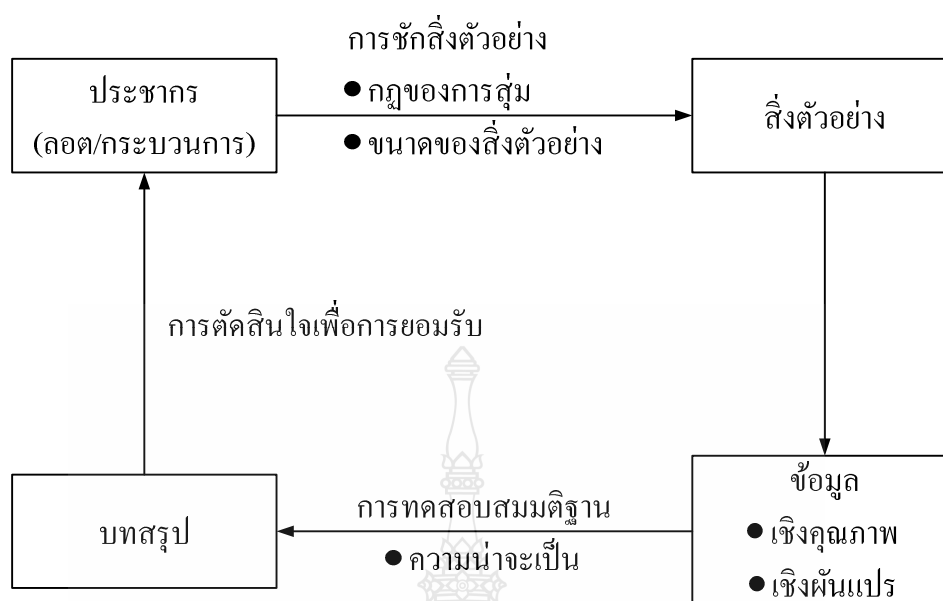 การชักสิ่งตัวอย่าง
ประชากร
(ลอต/กระบวนการ)
● กฏของการสุ่ม
● ขนาดของสิ่งตัวอย่าง
สิ่งตัวอย่าง
การตัดสินใจเพื่อการยอมรับ
บทสรุป
การทดสอบสมมติฐาน
● ความน่าจะเป็น
ข้อมูล
● เชิงคุณภาพ
● เชิงผันแปร